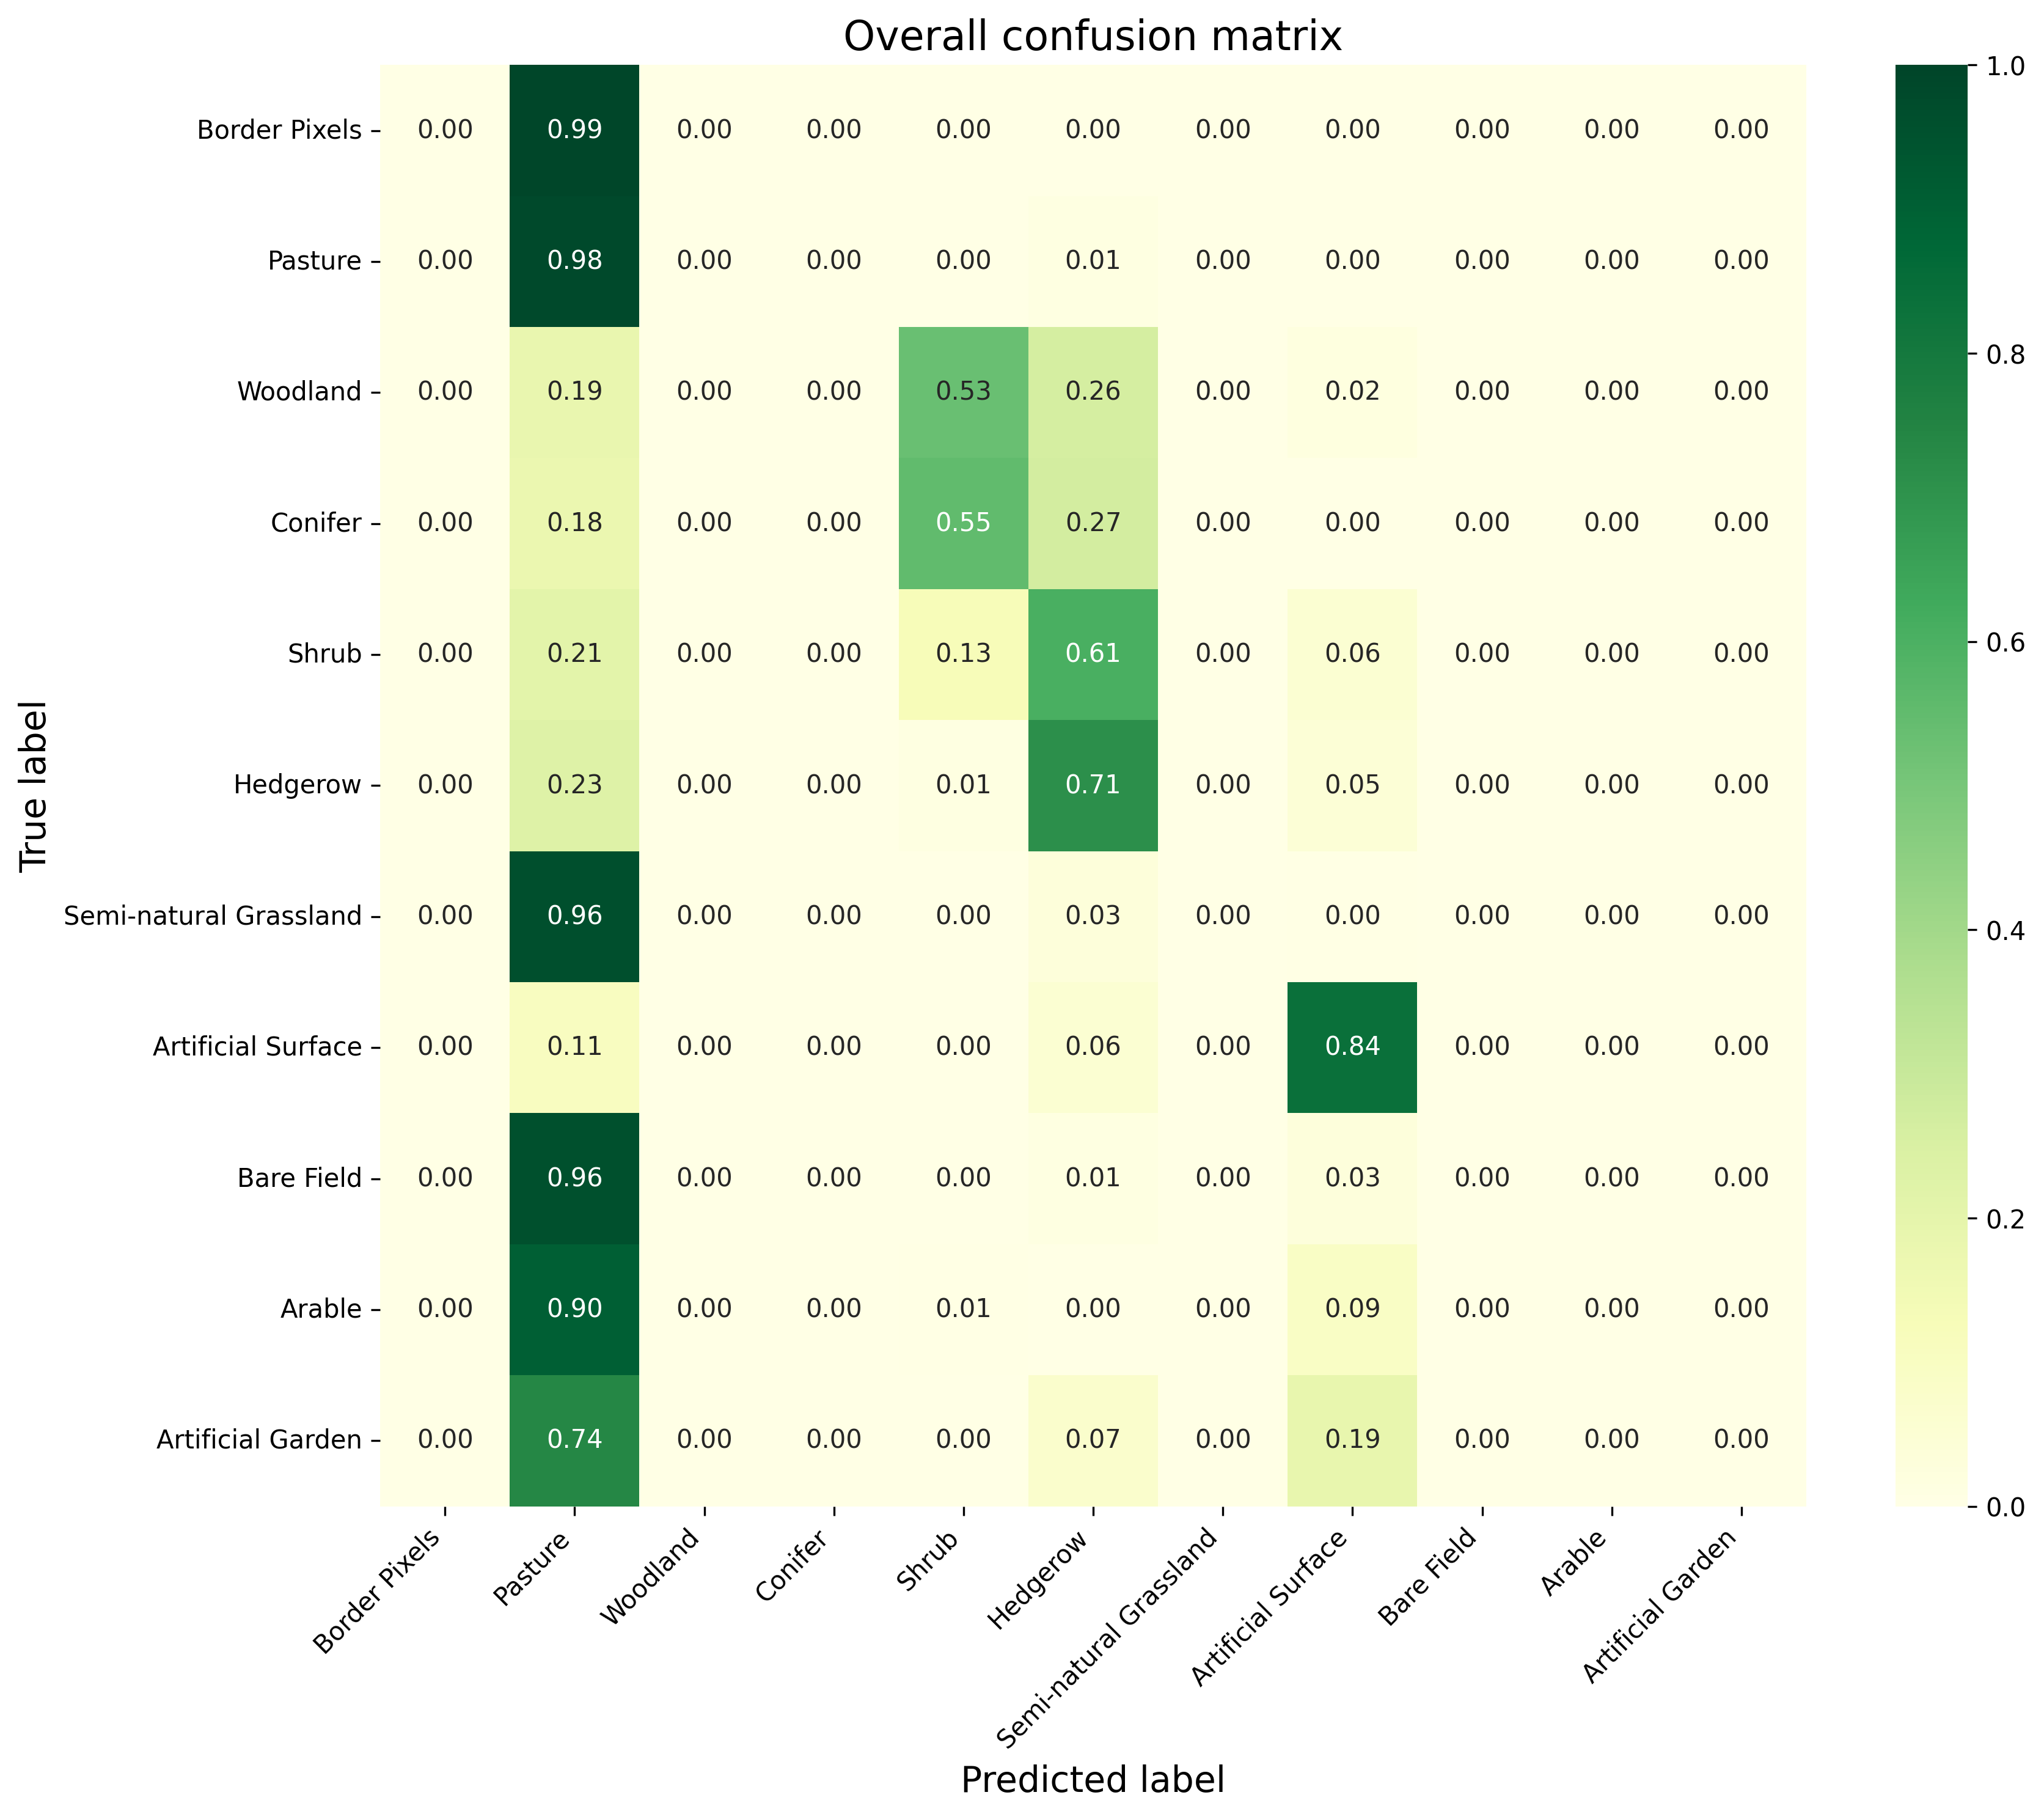 Overall confusion matrix
Border Pixels 0.00 0.99 0.00 0.00 0.00 0.00 0.00 0.00 0.00 0.00 0.00
Pasture 0.00 0.98 0.00 0.00 0.00 0.01 0.00 0.00 0.00 0.00 0.00
Woodland 0.00 0.19 0.00 0.00 0.53 0.26 0.00 0.02 0.00 0.00 0.00
Conifer 0.00 0.18 0.00 0.00 0.55 0.27 0.00 0.00 0.00 0.00 0.00
Shrub 0.00 0.21 0.00 0.00 0.13 0.61 0.00 0.06 0.00 0.00 0.00
Hedgerow 0.00 0.23 0.00 0.00 0.01 0.71 0.00 0.05 0.00 0.00 0.00
Semi-natural Grassland 0.00 0.96 0.00 0.00 0.00 0.03 0.00 0.00 0.00 0.00 0.00
Artificial Surface 0.00 0.11 0.00 0.00 0.00 0.06 0.00 0.84 0.00 0.00 0.00
Bare Field 0.00 0.96 0.00 0.00 0.00 0.01 0.00 0.03 0.00 0.00 0.00
Arable 0.00 0.90 0.00 0.00 0.01 0.00 0.00 0.09 0.00 0.00 0.00
Artificial Garden 0.00 0.74 0.00 0.00 0.00 0.07 0.00 0.19 0.00 0.00 0.00
True label
Border Pixels
Pasture
Woodland
Conifer
Shrub
Hedgerow
Semi-natural Grassland
Artificial Surface
Bare Field
Arable
Artificial Garden
Predicted label
1.0
0.8
0.6
0.4
0.2
0.0